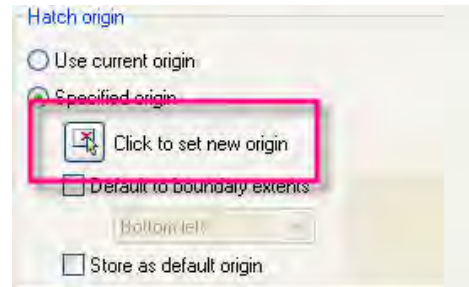 Hatch origin
Use current origin
Specified origin
Click to set new origin
Default to boundary extents
Bottom left
Store as default origin